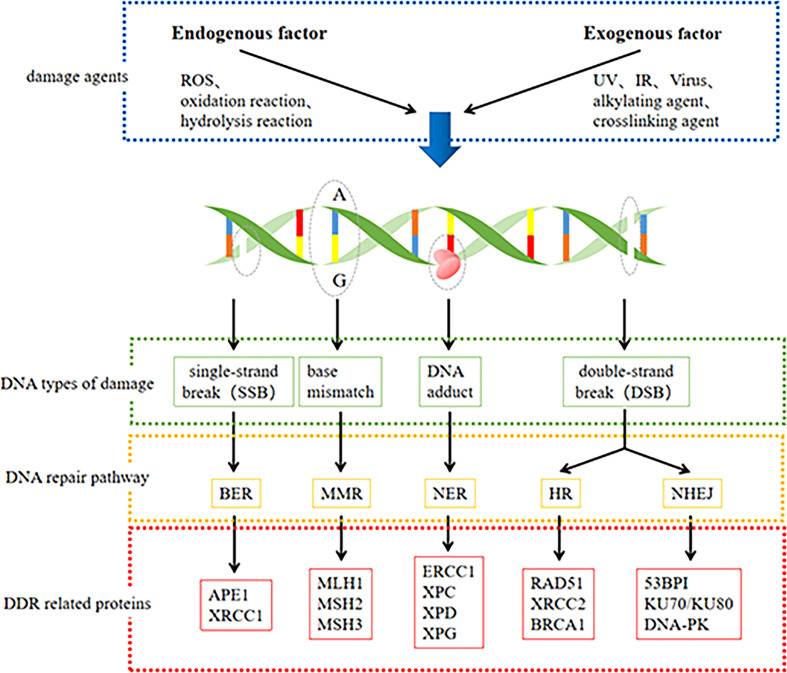 Endogenous factor
Exogenous factor
damage agents
ROS、
oxidation reaction、
hydrolysis reaction
UV、IR、Virus、
alkylating agent、
crosslinking agent
A
G
DNA types of damage
single-strand
break（SSB）
base
mismatch
DNA
adduct
double-strand
break（DSB）
DNA repair pathway
BER
MMR
NER
HR
NHEJ
DDR related proteins
APE1
XRCC1
MLH1
MSH2
MSH3
ERCC1
XPC
XPD
XPG
RAD51
XRCC2
BRCA1
53BPI
KU70/KU80
DNA-PK